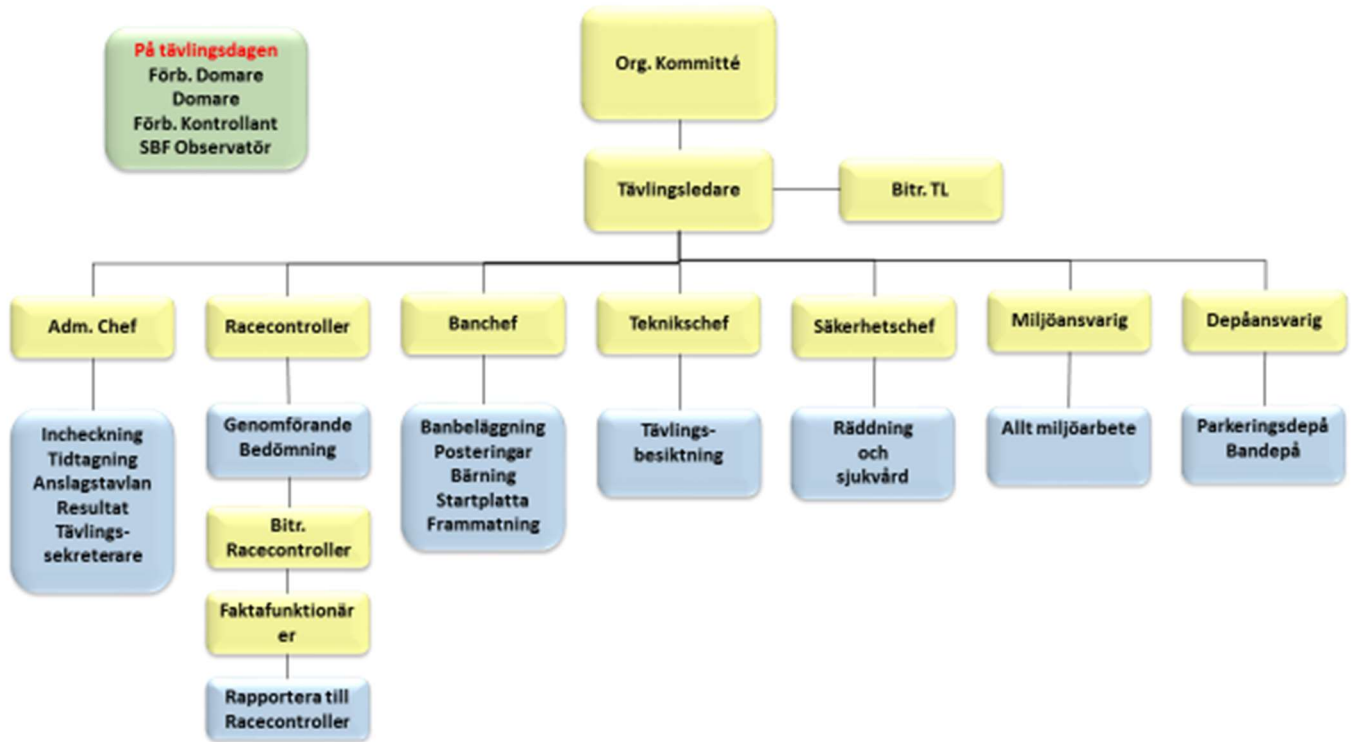 På tävlingsdagen
Förb. Domare
Domare
Förb. Kontrollant
SBF Observatör
Org. Kommitté
Tävlingsledare
Bitr. TL
Adm. Chef
Racecontroller
Banchef
Teknikschef
Säkerhetschef
Miljöansvarig
Depåansvarig
Incheckning
Tidtagning
Anslagstavlan
Resultat
Tävlings-
sekreterare
Genomförande
Bedömning
Bitr.
Racecontroller
Faktafunktionär
er
Rapportera till
Racecontroller
Banbeläggning
Posteringar
Bärning
Startplatta
Frammatning
Tävlings-
besiktning
Räddning
och
sjukvård
Allt miljöarbete
Parkeringsdepå
Bandepå